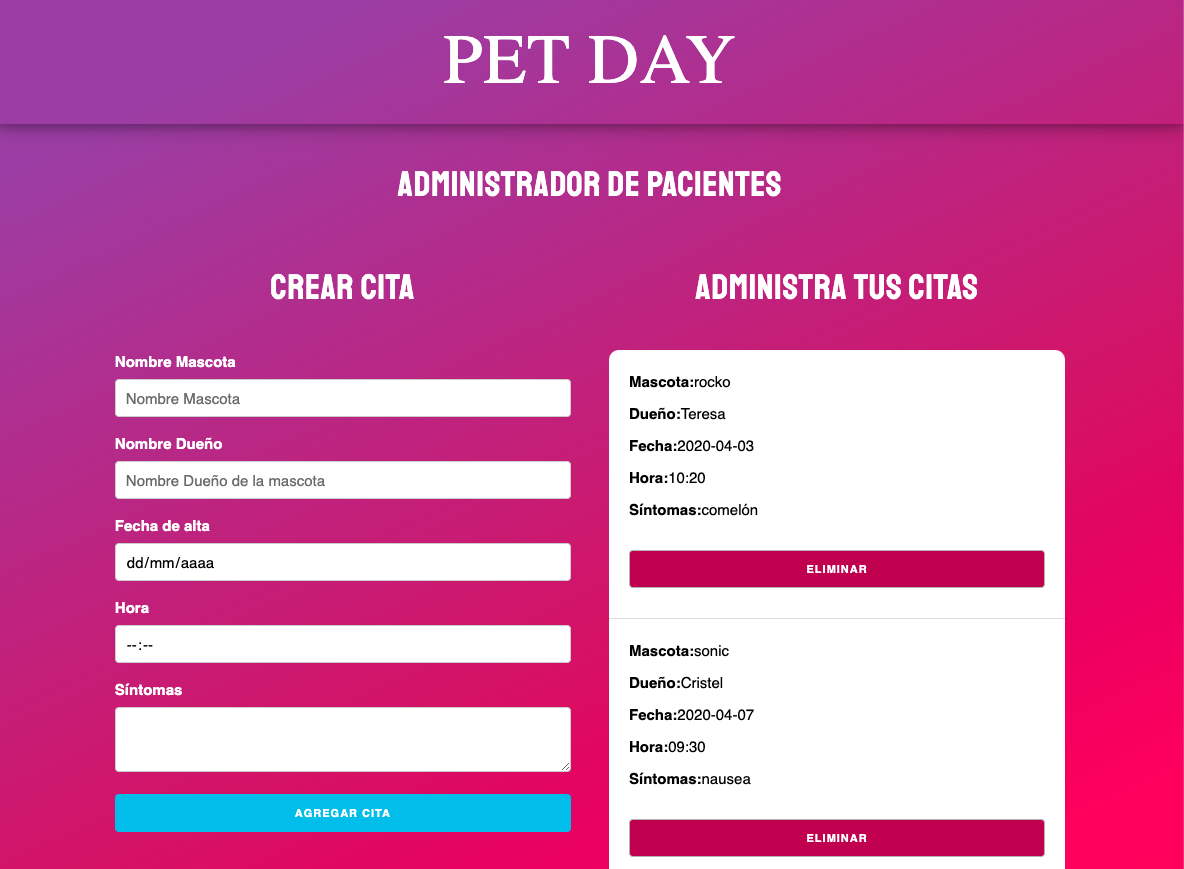 PET DAY
ADMINISTRADOR DE PACIENTES
CREAR CITA
Nombre Mascota
Nombre Mascota
Nombre Dueño
Nombre Dueño de la mascota
Fecha de alta
dd/mm/aaaa
Hora
--:--
Síntomas
AGREGAR CITA
ADMINISTRA TUS CITAS
Mascota:rocko
Dueño:Teresa
Fecha:2020-04-03
Hora:10:20
Síntomas:comelón
ELIMINAR
Mascota:sonic
Dueño:Cristel
Fecha:2020-04-07
Hora:09:30
Síntomas:nausea
ELIMINAR